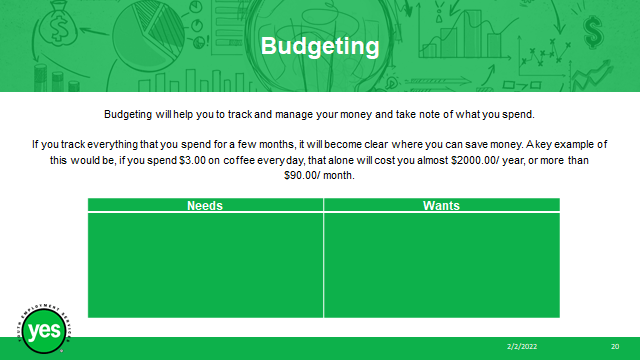 Budgeting
Budgeting will help you to track and manage your money and take note of what you spend.
If you track everything that you spend for a few months, it will become clear where you can save money. A key example of
this would be, if you spend $3.00 on coffee everyday, that alone will cost you almost $2000.00/ year, or more than
$90.00/ month.
Needs
Wants
YOUTH EMPLOYMENT SERVICES
yes
2/2/2022
20